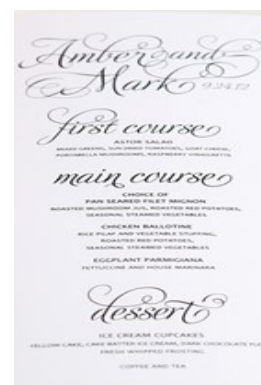 Amber and
Mark 9.24.12
first course
ASTOR SALAD
MIXED GREENS, SUN-DRIED TOMATOES, GOAT CHEESE,
PORTABELLA MUSHROOMS, RASPBERRY VINAIGRETTE
main course
CHOICE OF
PAN SEARED FILET MIGNON
ROASTED MUSHROOM JUS, ROASTED RED POTATOES,
SEASONAL STEAMED VEGETABLES
CHICKEN BALLOTINE
RICE PILAF AND VEGETABLE STUFFING,
ROASTED RED POTATOES,
SEASONAL STEAMED VEGETABLES
EGGPLANT PARMIGIANA
FETTUCCINE AND HOUSE MARINARA
dessert
ICE CREAM CUPCAKES
YELLOW CAKE, CAKE BATTER ICE CREAM, DARK CHOCOLATE
FRESH WHIPPED FROSTING
COFFEE AND TEA